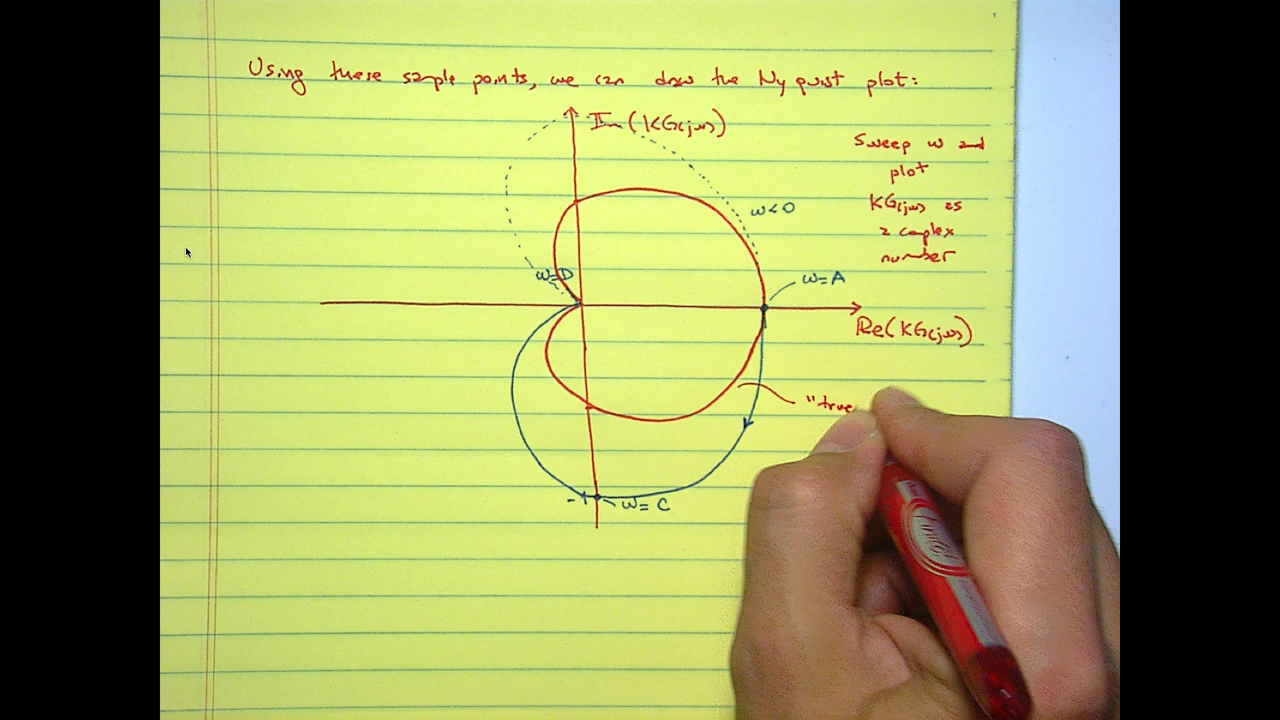 Using these sample points, we can draw the Nyquist plot:
Im(KG(jω))
Sweep ω and
plot
KG(jω) as
a complex
number
ω<0
ω=D
ω=A
Re(KG(jω))
"true
-1
ω=C